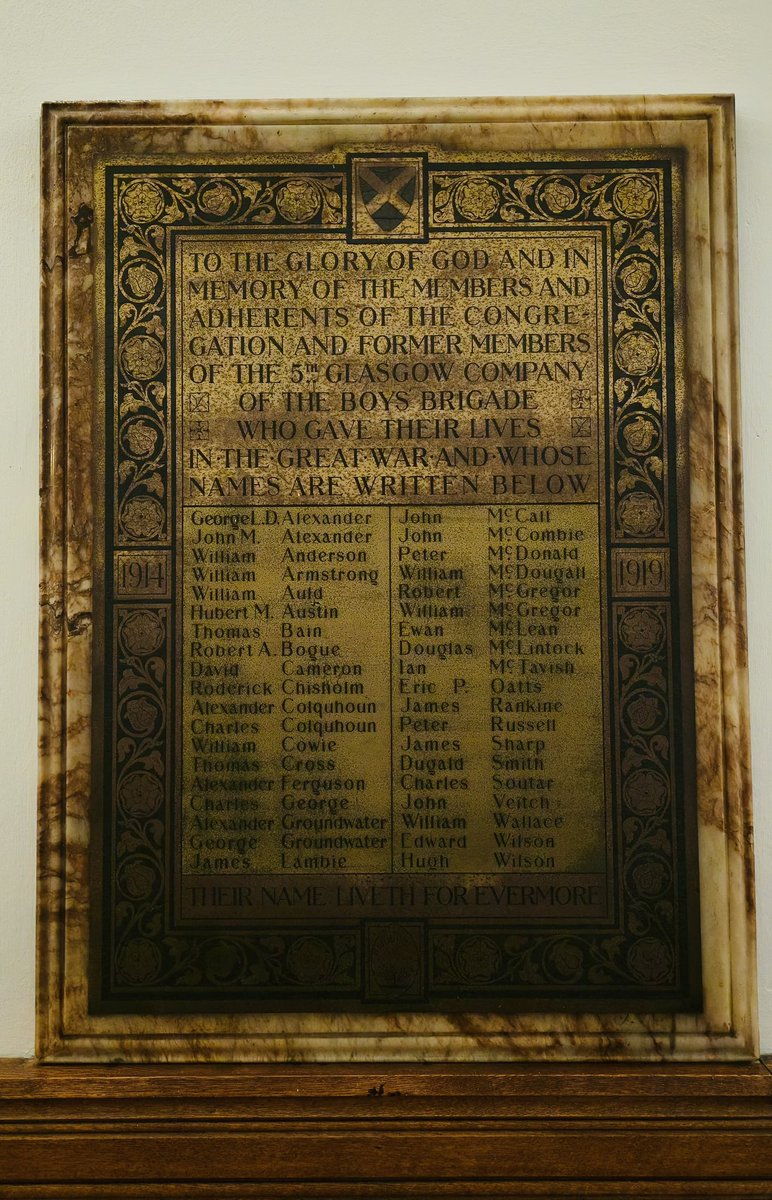 TO THE GLORY OF GOD AND IN
MEMORY OF THE MEMBERS AND
ADHERENTS OF THE CONGRE-
GATION AND FORMER MEMBERS
OF THE 5TH GLASGOW COMPANY
OF THE BOYS BRIGADE
WHO GAVE THEIR LIVES
IN·THE·GREAT·WAR·AND·WHOSE
NAMES ARE WRITTEN BELOW
1914
1919
George L.D. Alexander
John M. Alexander
William Anderson
William Armstrong
William Auld
Hubert M. Austin
Thomas Bain
Robert A. Bogue
David Cameron
Roderick Chisholm
Alexander Colquhoun
Charles Colquhoun
William Cowie
Thomas Cross
Alexander Ferguson
Charles George
Alexander Groundwater
George Groundwater
James Lambie
John McCall
John McCombie
Peter McDonald
William McDougall
Robert McGregor
William McGregor
Ewan McLean
Douglas McLintock
Ian McTavish
Eric P. Oatts
James Rankine
Peter Russell
James Sharp
Dugald Smith
Charles Soutar
John Veitch
William Wallace
Edward Wilson
Hugh Wilson
THEIR NAME LIVETH FOR EVERMORE